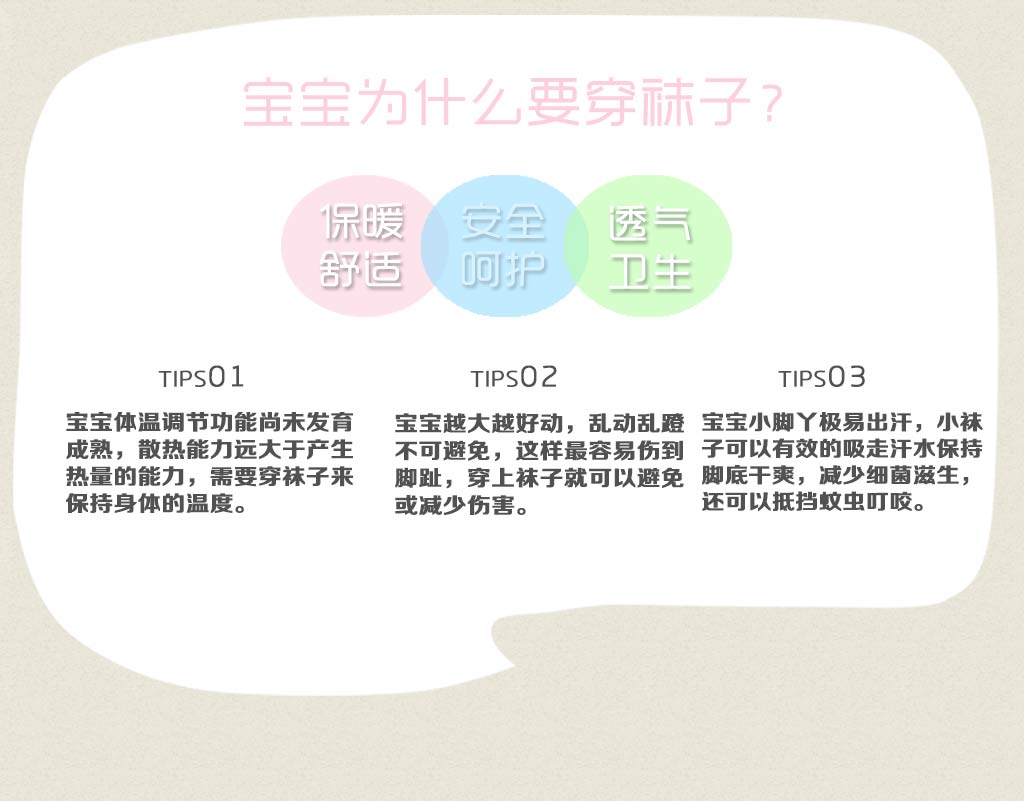 宝宝为什么要穿袜子?
保暖
舒适
安全
呵护
透气
卫生
TIPS01
宝宝体温调节功能尚未发育
成熟，散热能力远大于产生
热量的能力，需要穿袜子来
保持身体的温度。
TIPS02
宝宝越大越好动，乱动乱蹬
不可避免，这样最容易伤到
脚趾，穿上袜子就可以避免
或减少伤害。
TIPS03
宝宝小脚丫极易出汗，小袜
子可以有效的吸走汗水保持
脚底干爽，减少细菌滋生，
还可以抵挡蚊虫叮咬。